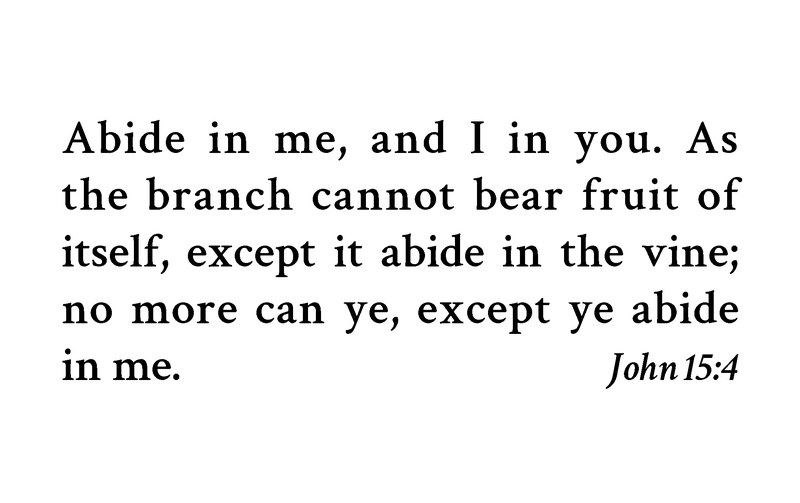 Abide in me, and I in you. As
the branch cannot bear fruit of
itself, except it abide in the vine;
no more can ye, except ye abide
in me. John 15:4